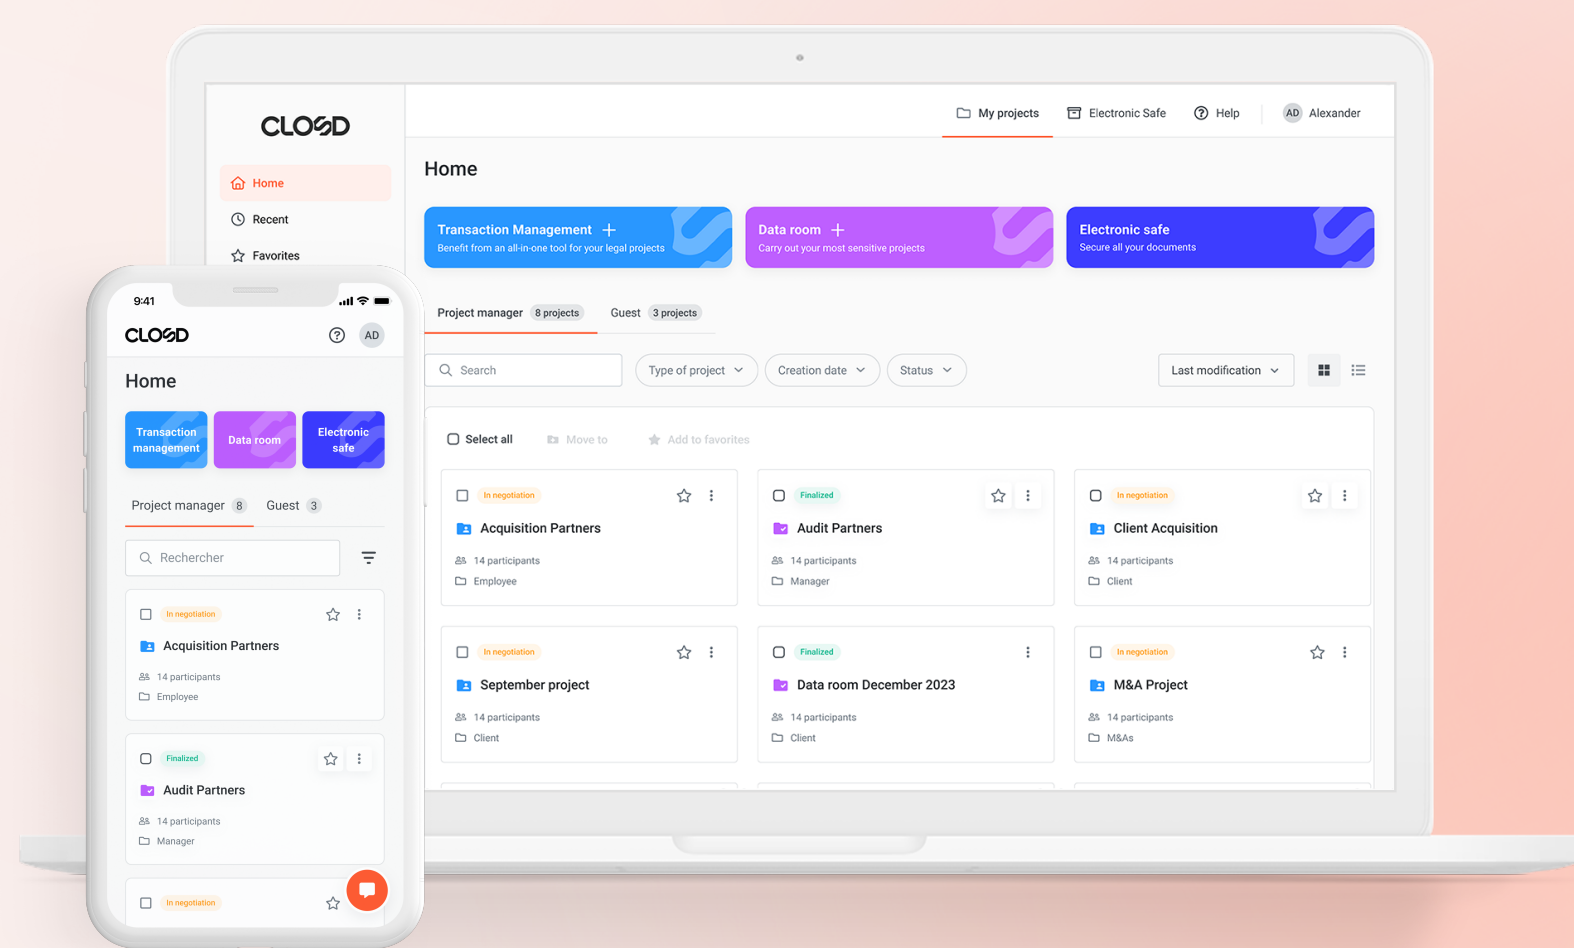 CLOSD
My projects
Electronic Safe
Help
AD
Alexander
Home
Recent
Favorites
Home
Transaction Management
Benefit from an all-in-one tool for your legal projects
Data room
Carry out your most sensitive projects
Electronic safe
Secure all your documents
Project manager 8 projects
Guest 3 projects
Search
Type of project
Creation date
Status
Last modification
Select all
Move to
Add to favorites
In negotiation
Acquisition Partners
14 participants
Employee
Finalized
Audit Partners
14 participants
Manager
In negotiation
Client Acquisition
14 participants
Client
In negotiation
September project
14 participants
Client
Finalized
Data room December 2023
14 participants
Client
In negotiation
M&A Project
14 participants
M&As
9:41
CLOSD
AD
Home
Transaction
management
Data room
Electronic
safe
Project manager 8
Guest 3
Rechercher
In negotiation
Acquisition Partners
14 participants
Employee
Finalized
Audit Partners
14 participants
Manager
In negotiation